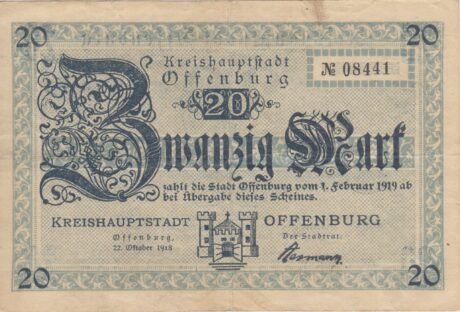 20 20
Kreishauptstadt
Offenburg
№ 08441
20
Zwanzig Mark
zahlt die Stadt Offenburg vom 1. Februar 1919 ab
bei Übergabe dieses Scheines.
KREISHAUPTSTADT OFFENBURG
Offenburg, Der Stadtrat.
22. Oktober 1918
Hermann
20 20